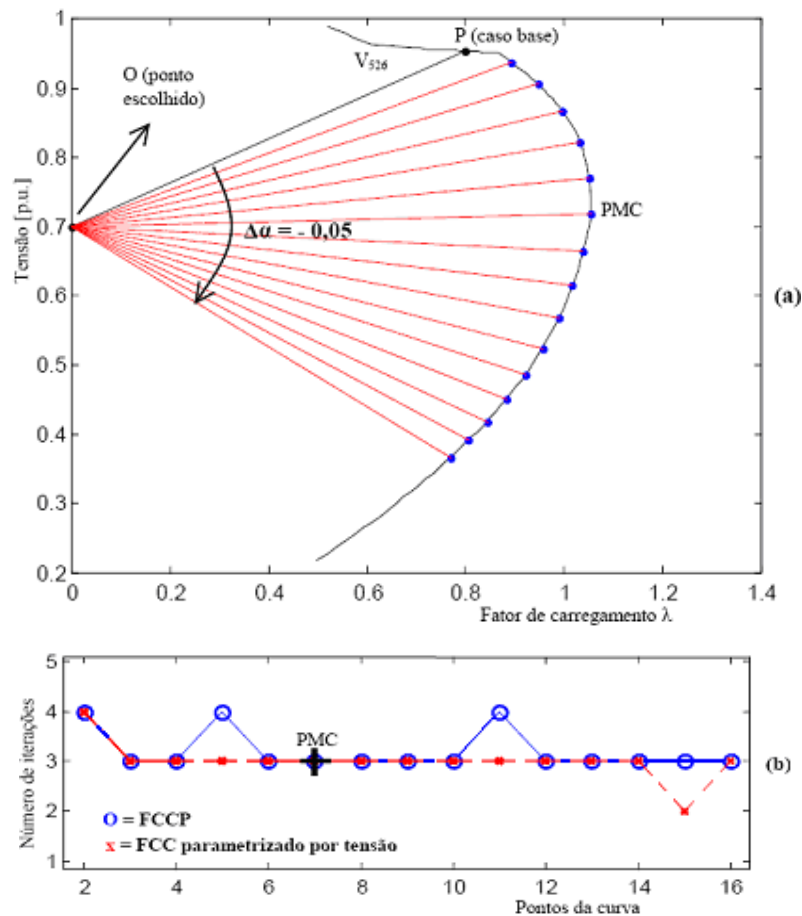 1
0.9
0.8
0.7
0.6
0.5
0.4
0.3
0.2
Tensão [p.u.]
O (ponto
escolhido)
V526
P (caso base)
Δα = - 0,05
PMC
(a)
0
0.2
0.4
0.6
0.8
1
1.2
1.4
Fator de carregamento λ
5
4
3
2
1
Número de iterações
PMC
(b)
O = FCCP
x = FCC parametrizado por tensão
2
4
6
8
10
12
14
16
Pontos da curva